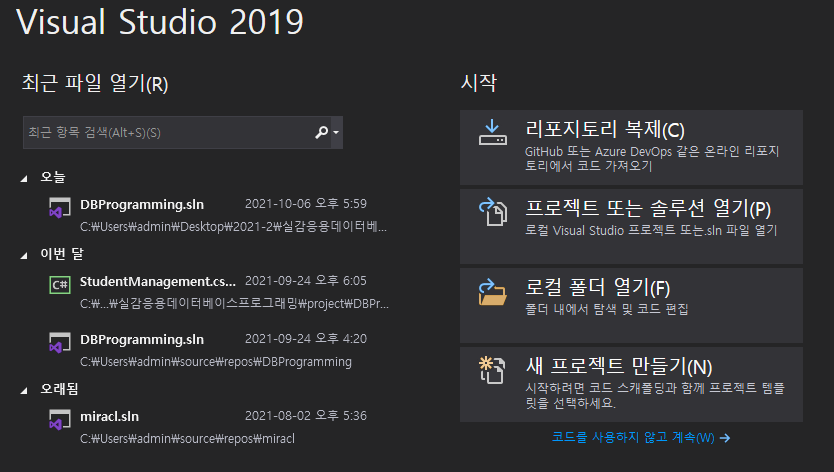 Visual Studio 2019
최근 파일 열기(R)
최근 항목 검색(Alt+S)(S)
오늘
DBProgramming.sln 2021-10-06 오후 5:59
C:₩Users₩admin₩Desktop₩2021-2₩실감응용데이터베...
이번 달
StudentManagement.cs... 2021-09-24 오후 6:05
C:₩...₩실감응용데이터베이스프로그래밍₩project₩DBPr...
DBProgramming.sln 2021-09-24 오후 4:20
C:₩Users₩admin₩source₩repos₩DBProgramming
오래됨
miracl.sln 2021-08-02 오후 5:36
C:₩Users₩admin₩source₩repos₩miracl
시작
리포지토리 복제(C)
GitHub 또는 Azure DevOps 같은 온라인 리포지
토리에서 코드 가져오기
프로젝트 또는 솔루션 열기(P)
로컬 Visual Studio 프로젝트 또는.sln 파일 열기
로컬 폴더 열기(F)
폴더 내에서 탐색 및 코드 편집
새 프로젝트 만들기(N)
시작하려면 코드 스캐폴딩과 함께 프로젝트 템플
릿을 선택하세요.
코드를 사용하지 않고 계속(W) →
C#